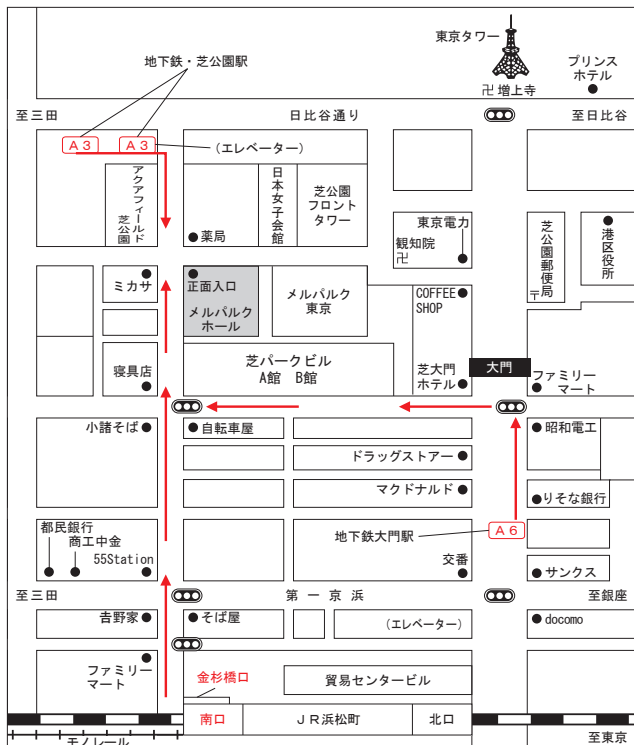 東京タワー
プリンス
ホテル
卍増上寺
地下鉄・芝公園駅
至三田
日比谷通り
至日比谷
A3
A3
(エレベーター)
アクアフィールド
芝公園
日本女子会館
芝公園
フロント
タワー
薬局
東京電力
観知院
卍
芝公園郵便局
〒
港区役所
ミカサ
正面入口
メルパルク
ホール
メルパルク
東京
COFFEE
SHOP
芝パークビル
A館 B館
寝具店
芝大門
ホテル
大門
ファミリー
マート
小諸そば
自転車屋
昭和電工
ドラッグストアー
マクドナルド
りそな銀行
都民銀行
商工中金
55Station
地下鉄大門駅
A6
交番
サンクス
至三田
第一京浜
至銀座
吉野家
そば屋
(エレベーター)
docomo
ファミリー
マート
金杉橋口
貿易センタービル
南口
JR浜松町
北口
モノレール
至東京